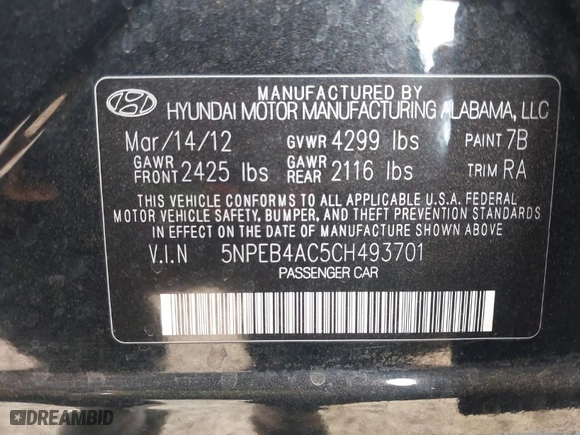 MANUFACTURED BY
HYUNDAI MOTOR MANUFACTURING ALABAMA, LLC
Mar/14/12 GVWR 4299 lbs PAINT 7B
GAWR FRONT 2425 lbs GAWR REAR 2116 lbs TRIM RA
THIS VEHICLE CONFORMS TO ALL APPLICABLE U.S.A. FEDERAL
MOTOR VEHICLE SAFETY, BUMPER, AND THEFT PREVENTION STANDARDS
IN EFFECT ON THE DATE OF MANUFACTURE SHOWN ABOVE
V.I.N 5NPEB4AC5CH493701
PASSENGER CAR
DREAMBID